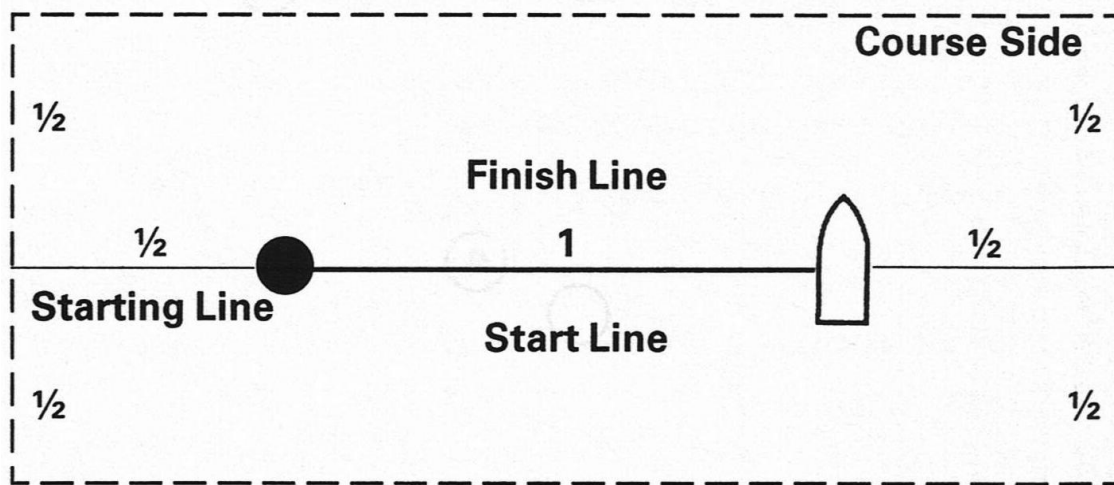 Course Side
½ ½
Finish Line
½ 1 ½
Starting Line
Start Line
½ ½